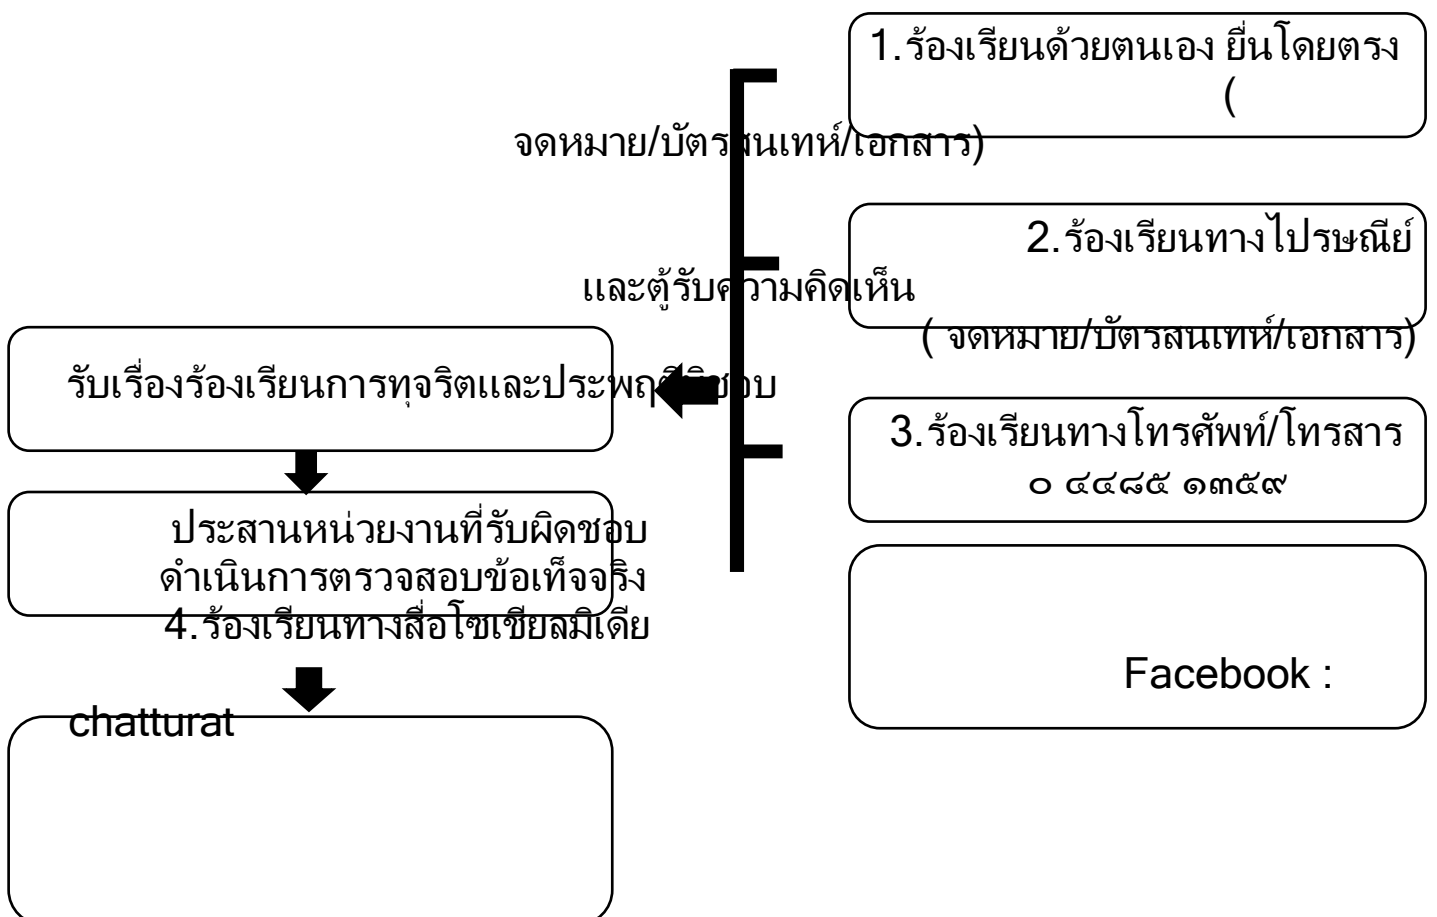 1.ร้องเรียนด้วยตนเอง ยื่นโดยตรง
(
จดหมาย/บัตรสนเทห์/เอกสาร)
2.ร้องเรียนทางไปรษณีย์
และตู้รับความคิดเห็น
( จดหมาย/บัตรสนเทห์/เอกสาร)
รับเรื่องร้องเรียนการทุจริตและประพฤติมิชอบ
3.ร้องเรียนทางโทรศัพท์/โทรสาร
๐ ๔๔๘๕ ๑๓๕๙
ประสานหน่วยงานที่รับผิดชอบ
ดำเนินการตรวจสอบข้อเท็จจริง
4.ร้องเรียนทางสื่อโซเชียลมิเดีย
Facebook :
chatturat